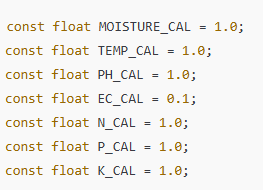 const float MOISTURE_CAL = 1.0;
const float TEMP_CAL = 1.0;
const float PH_CAL = 1.0;
const float EC_CAL = 0.1;
const float N_CAL = 1.0;
const float P_CAL = 1.0;
const float K_CAL = 1.0;